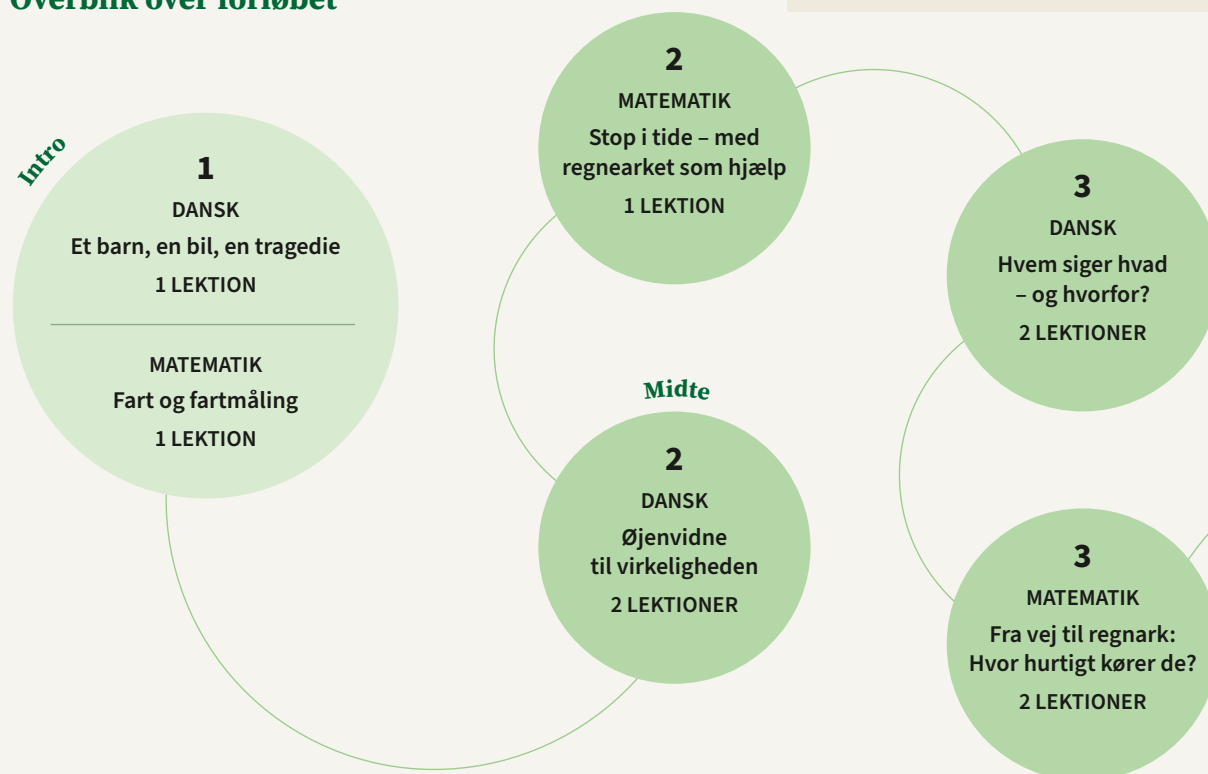 Overblik over forløbet
Intro
1
DANSK
Et barn, en bil, en tragedie
1 LEKTION
MATEMATIK
Fart og fartmåling
1 LEKTION
2
MATEMATIK
Stop i tide – med
regnearket som hjælp
1 LEKTION
Midte
2
DANSK
Øjenvidne
til virkeligheden
2 LEKTIONER
3
DANSK
Hvem siger hvad
– og hvorfor?
2 LEKTIONER
3
MATEMATIK
Fra vej til regnark:
Hvor hurtigt kører de?
2 LEKTIONER